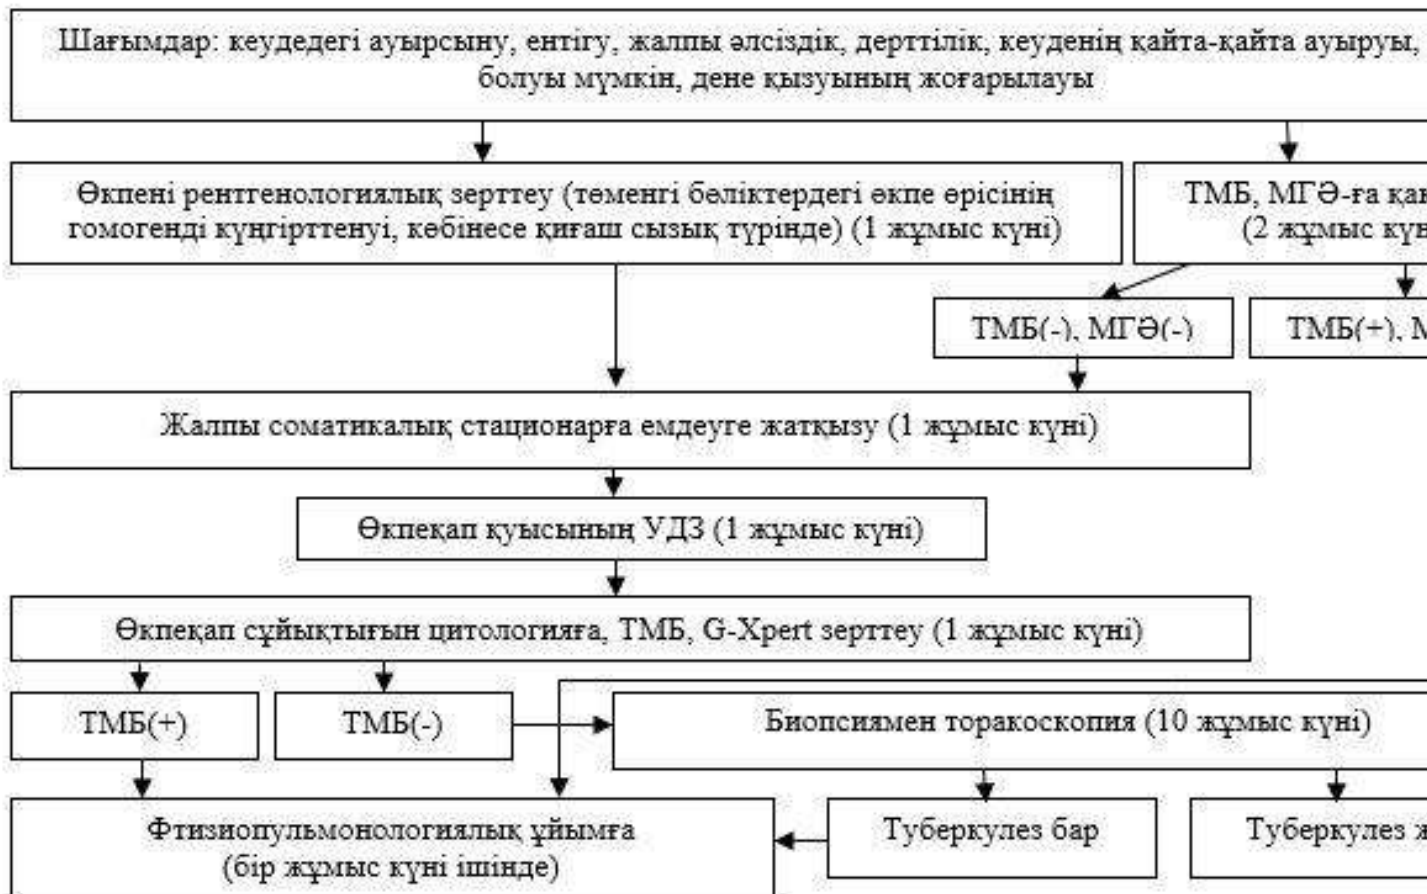 Шағымдар: кеудедегі ауырсыну, ентігу, жалпы әлсіздік, дерттілік, кеуденің қайта-қайта ауыруы,
болуы мүмкін, дене қызуының жоғарылауы
Өкпені рентгенологиялық зерттеу (төменгі бөліктердегі өкпе өрісінің
гомогенді күңгірттенуі, көбінесе қиғаш сызық түрінде) (1 жұмыс күні)
ТМБ, МГӘ-ға
(2 жұмыс
ТМБ(-), МГӘ(-)
ТМБ(+),
Жалпы соматикалық стационарға емдеуге жатқызу (1 жұмыс күні)
Өкпеқап қуысының УДЗ (1 жұмыс күні)
Өкпеқап сұйықтығын цитологияға, ТМБ, G-Xpert зерттеу (1 жұмыс күні)
ТМБ(+)
ТМБ(-)
Биопсиямен торакоскопия (10 жұмыс күні)
Фтизиопульмонологиялық ұйымға
(бір жұмыс күні ішінде)
Туберкулез бар
Туберкулез